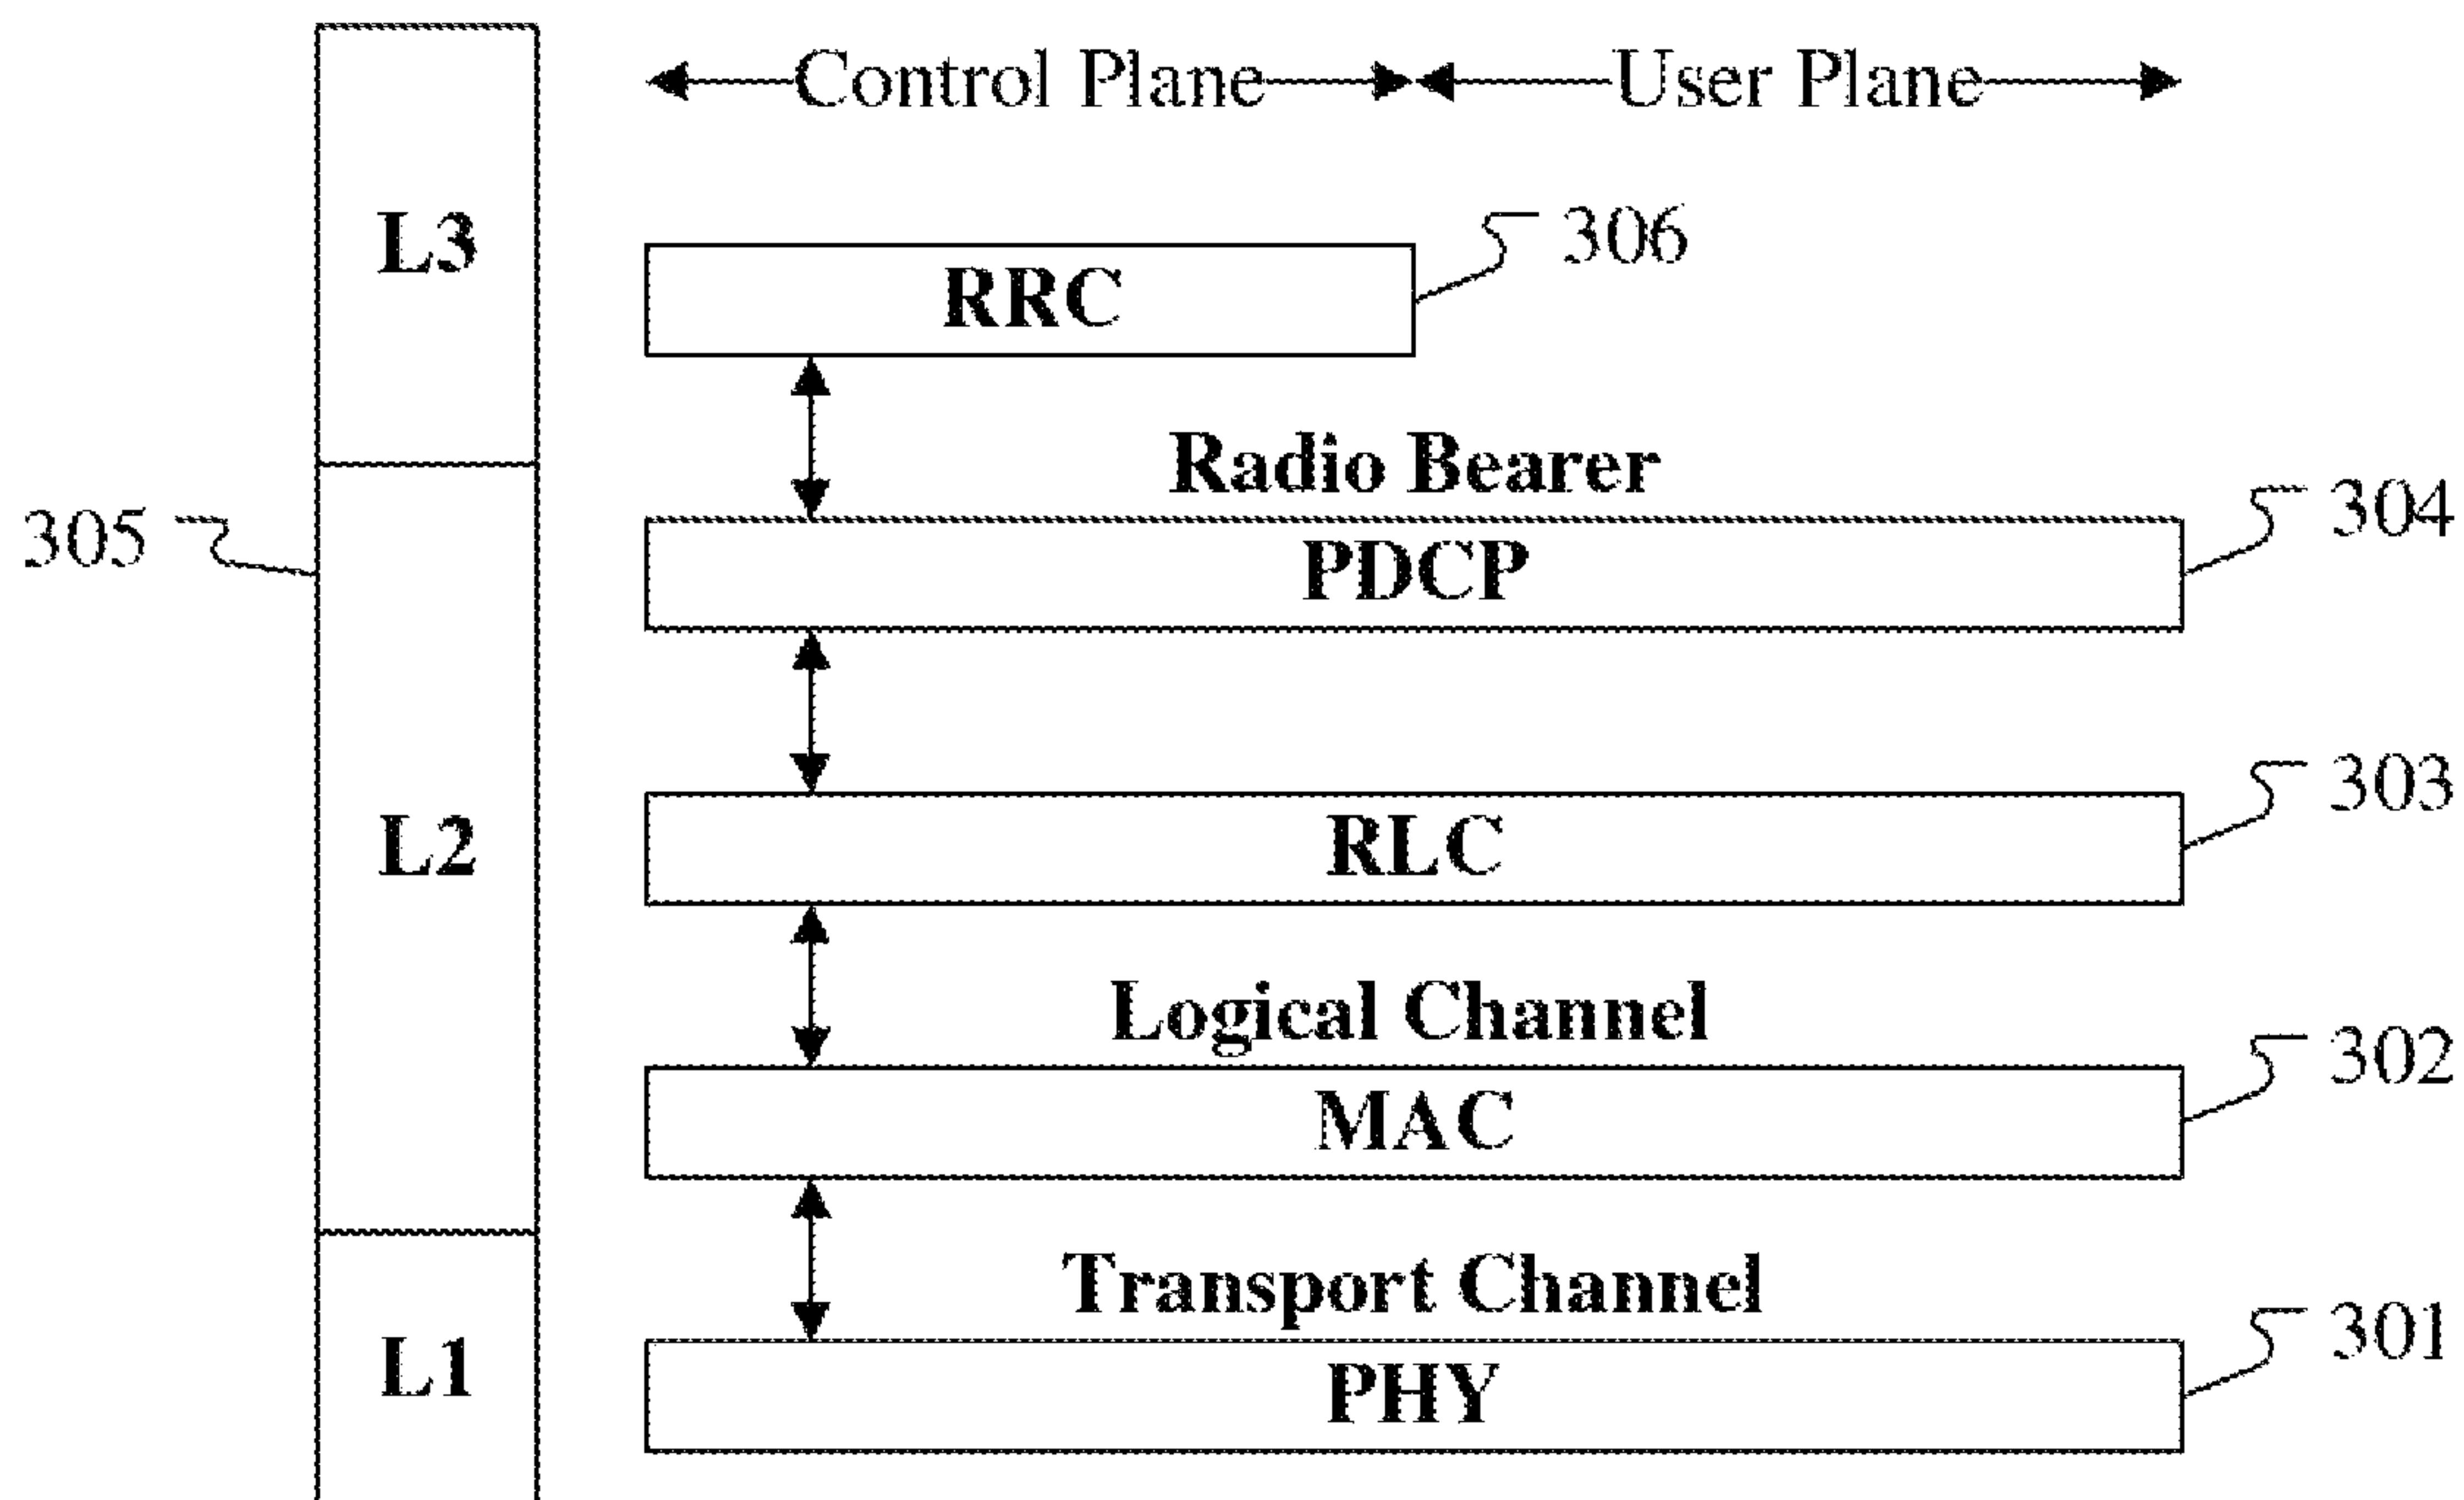 Control Plane User Plane
L3
306
RRC
Radio Bearer
305
304
PDCP
303
L2
RLC
Logical Channel
302
MAC
Transport Channel
301
L1
PHY